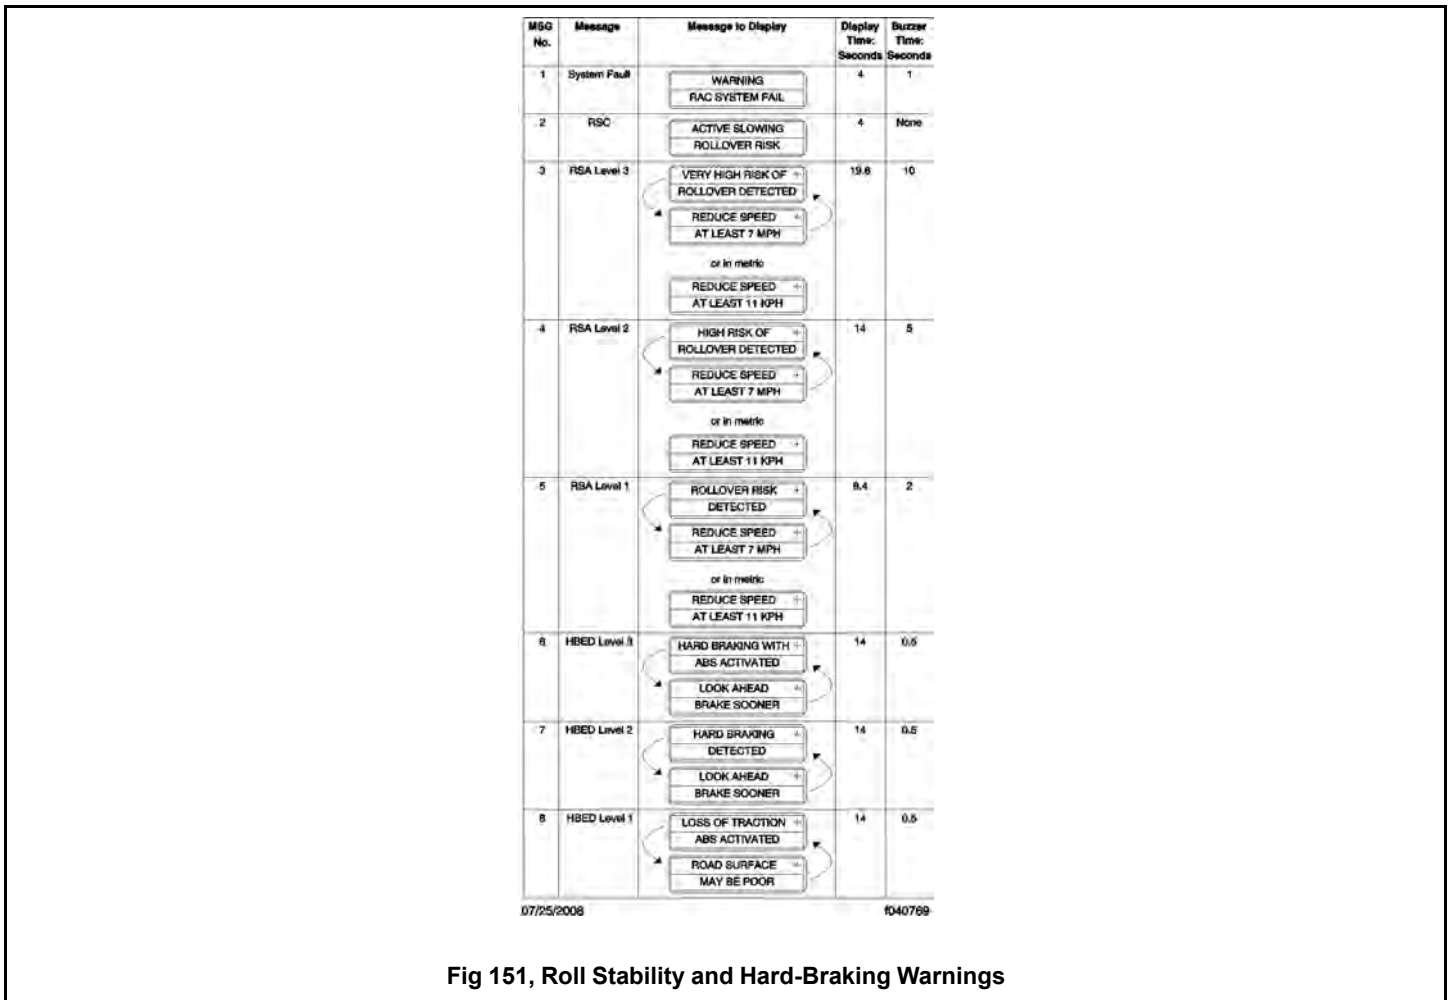 MSG No. Message Message to Display Display Time: Seconds Buzzer Time: Seconds
1 System Fault WARNING 4 1
RAC SYSTEM FAIL
2 RSC ACTIVE SLOWING 4 None
ROLLOVER RISK
3 RSA Level 3 VERY HIGH RISK OF + 19.6 10
ROLLOVER DETECTED
REDUCE SPEED +
AT LEAST 7 MPH
or in metric
REDUCE SPEED +
AT LEAST 11 KPH
4 RSA Level 2 HIGH RISK OF + 14 5
ROLLOVER DETECTED
REDUCE SPEED +
AT LEAST 7 MPH
or in metric
REDUCE SPEED +
AT LEAST 11 KPH
5 RSA Level 1 ROLLOVER RISK + 8.4 2
DETECTED
REDUCE SPEED +
AT LEAST 7 MPH
or in metric
REDUCE SPEED +
AT LEAST 11 KPH
6 HBED Level 3 HARD BRAKING WITH + 14 0.5
ABS ACTIVATED
LOOK AHEAD +
BRAKE SOONER
7 HBED Level 2 HARD BRAKING + 14 0.5
DETECTED
LOOK AHEAD +
BRAKE SOONER
8 HBED Level 1 LOSS OF TRACTION + 14 0.5
ABS ACTIVATED
ROAD SURFACE +
MAY BE POOR
07/25/2008 f040769
Fig 151, Roll Stability and Hard-Braking Warnings